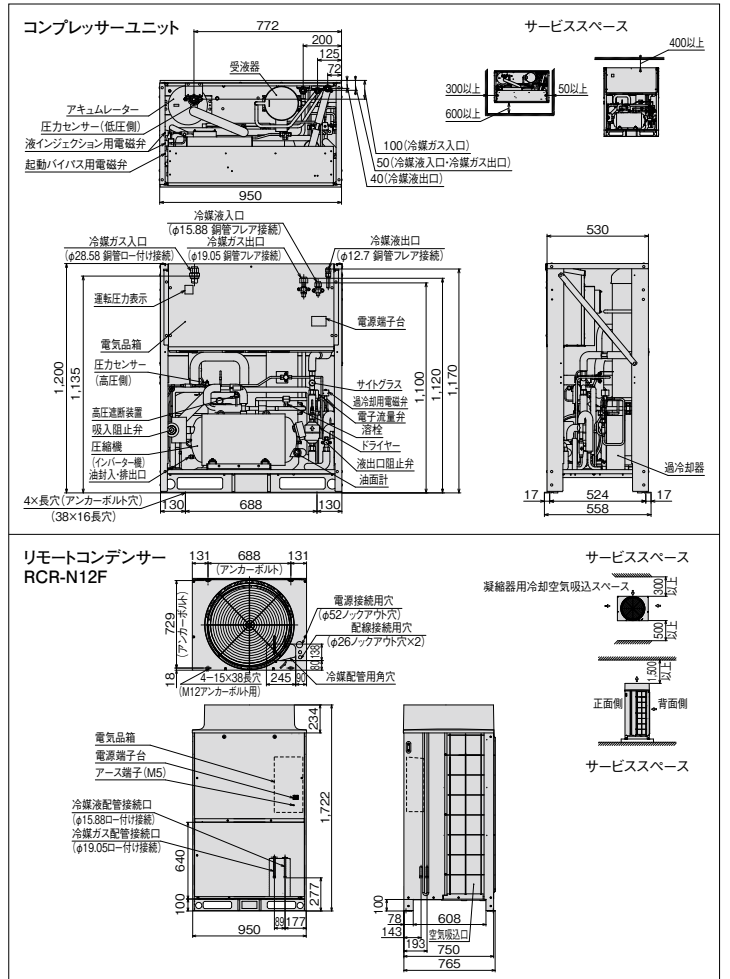 コンプレッサーユニット
772
200
125
72
受液器
アキュムレーター
圧力センサー(低圧側)
液インジェクション用電磁弁
起動バイパス用電磁弁
100(冷媒ガス入口)
50(冷媒液入口・冷媒ガス出口)
40(冷媒液出口)
950
サービススペース
400以上
300以上
50以上
600以上
冷媒液入口
(φ15.88 銅管フレア接続)
冷媒ガス入口
(φ28.58 銅管ロー付け接続)
冷媒ガス出口
(φ19.05 銅管フレア接続)
冷媒液出口
(φ12.7 銅管フレア接続)
運転圧力表示
電源端子台
電気品箱
圧力センサー
(高圧側)
サイトグラス
過冷却用電磁弁
電子流量弁
溶栓
ドライヤー
液出口阻止弁
油面計
高圧遮断装置
吸入阻止弁
圧縮機
(インバーター機)
油封入・排出口
4×長穴(アンカーボルト穴)
(38×16長穴)
1,200
1,135
1,100
1,120
1,170
130
688
130
530
過冷却器
17
524
17
558
リモートコンデンサー
RCR-N12F
131
688
131
(アンカーボルト)
729
(アンカーボルト)
18
電源接続用穴
(φ52ノックアウト穴)
配線接続用穴
(φ26ノックアウト穴×2)
138
80
4−15×38長穴
(M12アンカーボルト用)
245
90
冷媒配管用角穴
サービススペース
凝縮器用冷却空気吸込スペース
300以上
500以上
1,500以上
正面側
背面側
サービススペース
234
電気品箱
電源端子台
アース端子(M5)
1,722
冷媒液配管接続口
(φ15.88ロー付け接続)
冷媒ガス配管接続口
(φ19.05ロー付け接続)
640
100
277
89
177
950
100
78
608
143
空気吸込口
193
750
765